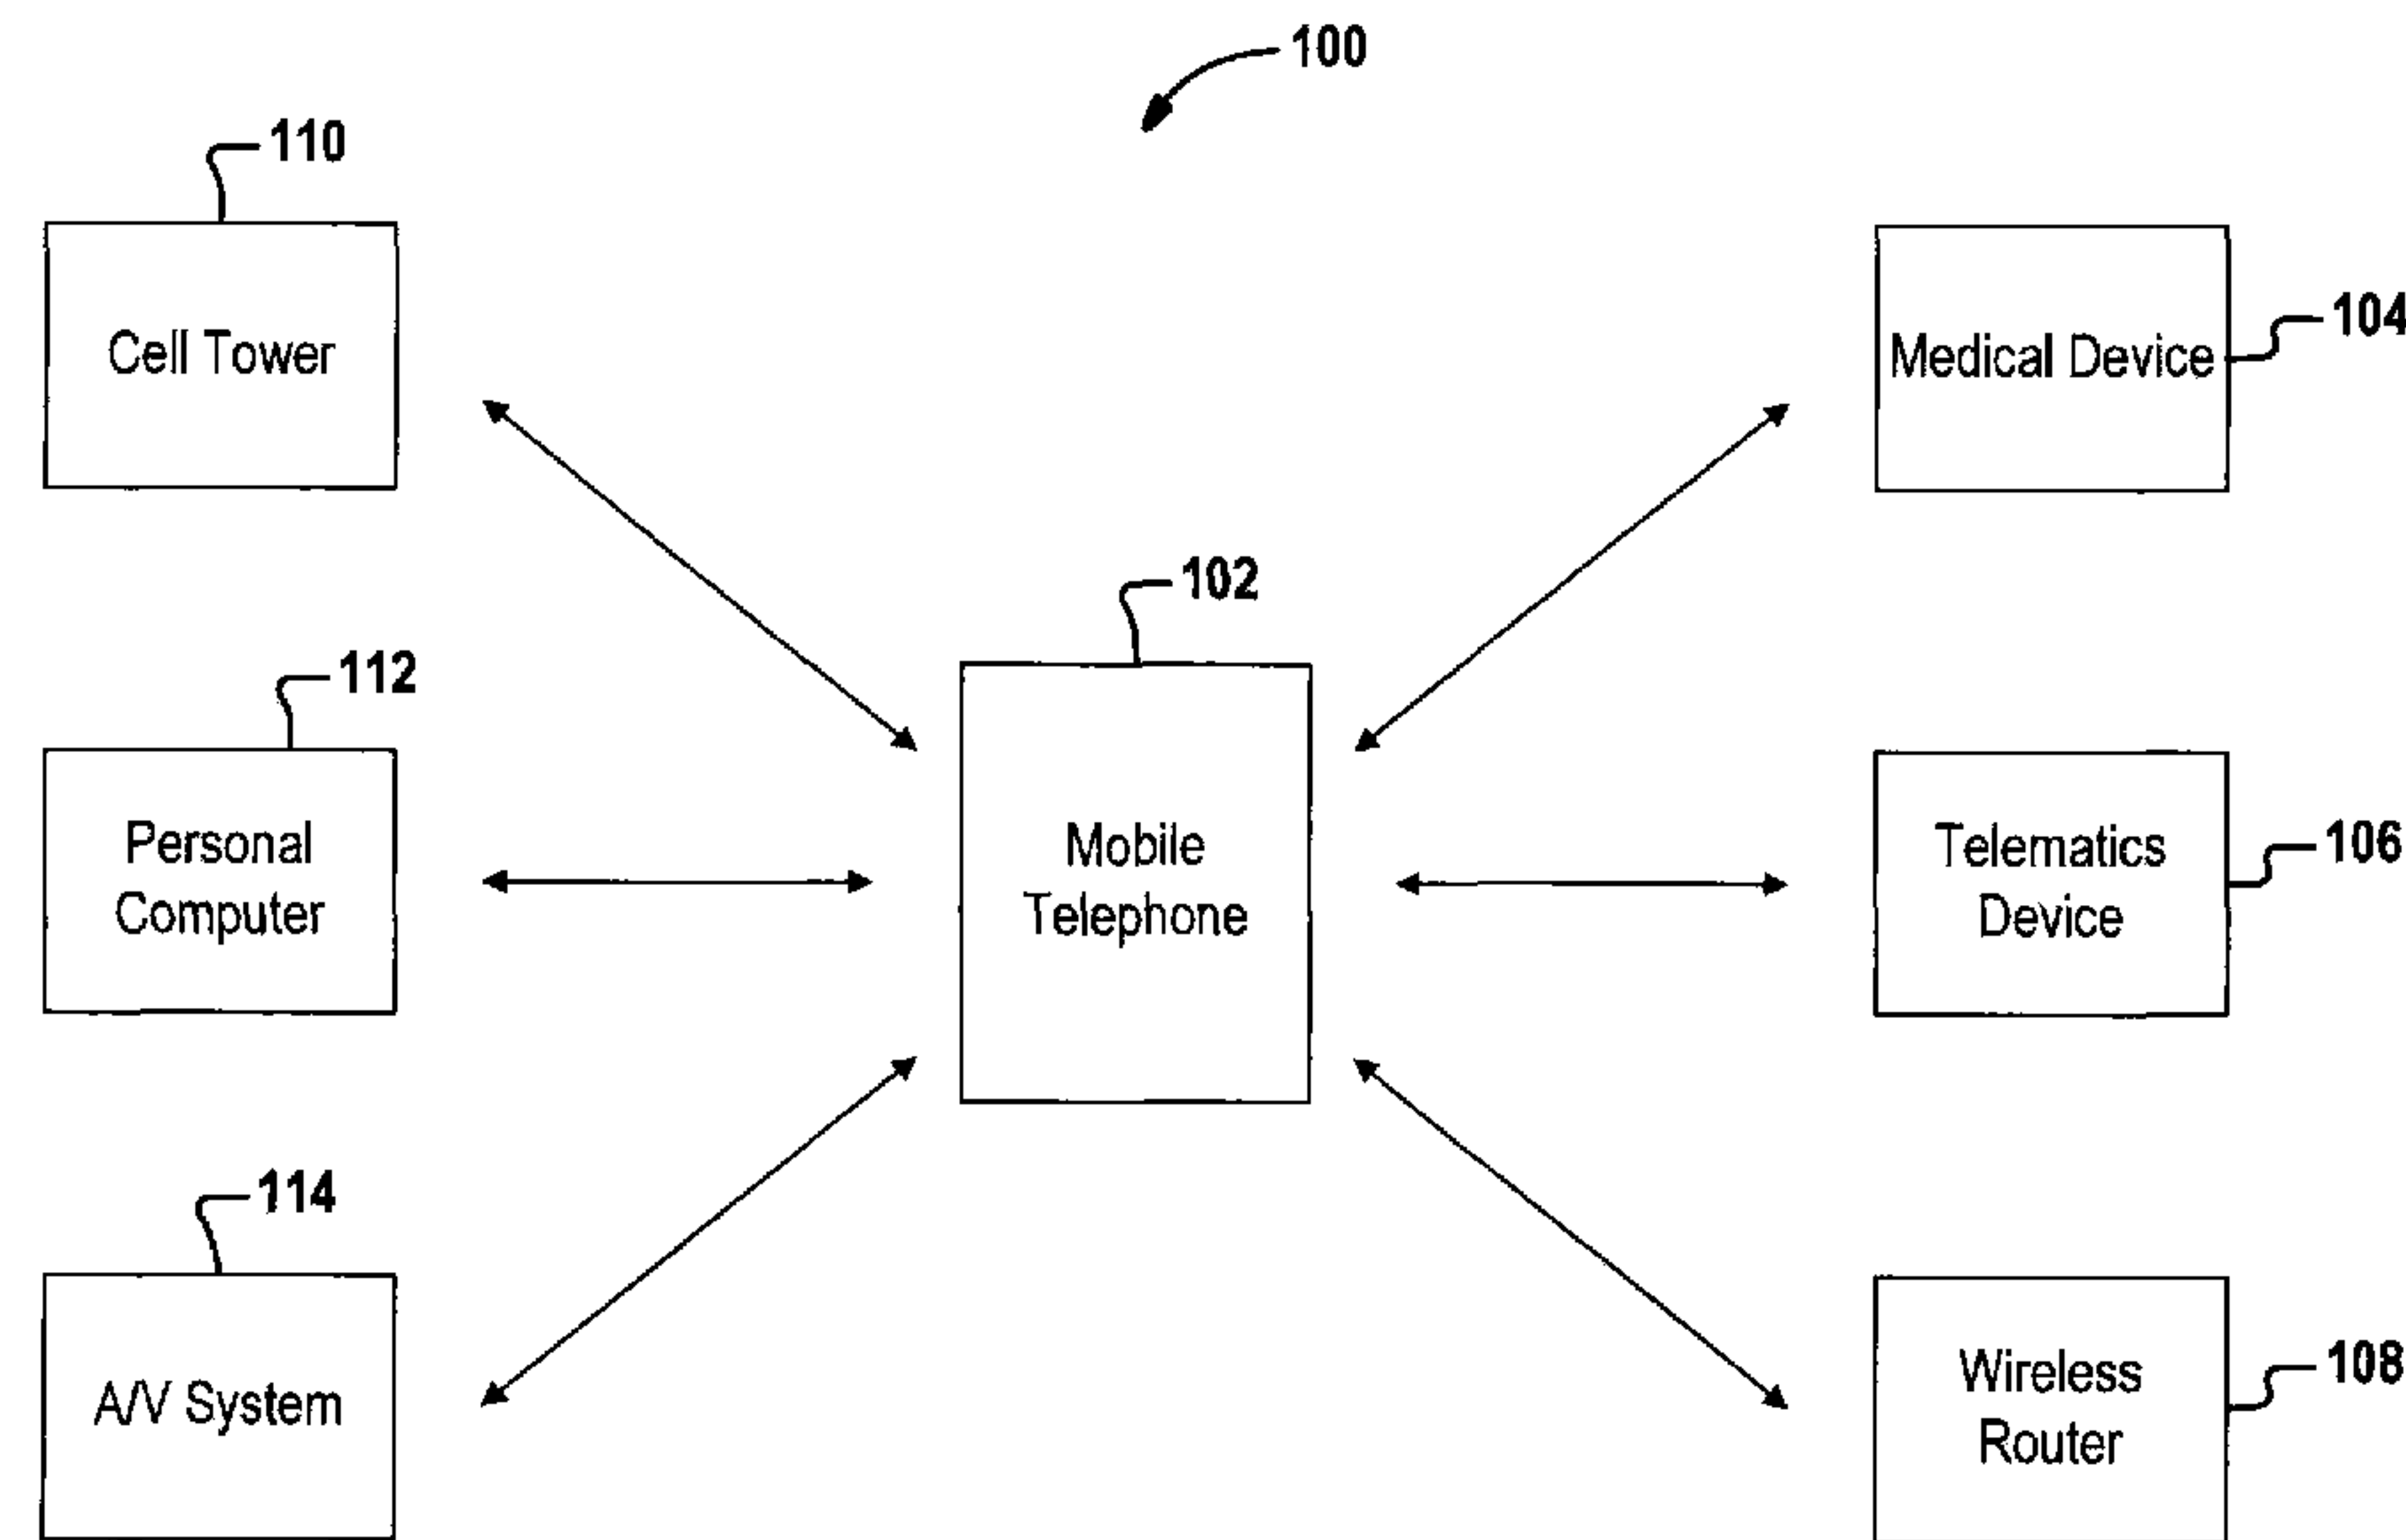 100
110
Cell Tower
Medical Device
104
102
112
Personal
Computer
Mobile
Telephone
Telematics
Device
106
114
A/V System
Wireless
Router
108